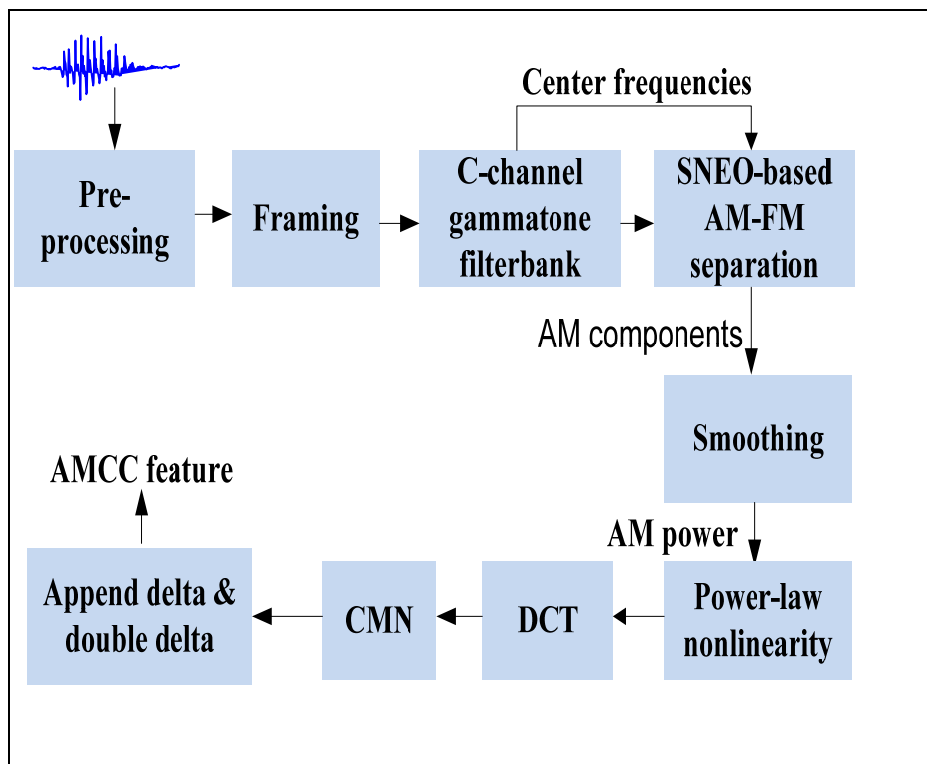 Center frequencies
Pre-
processing
Framing
C-channel
gammatone
filterbank
SNEO-based
AM-FM
separation
AM components
Smoothing
AM power
Power-law
nonlinearity
DCT
CMN
Append delta &
double delta
AMCC feature